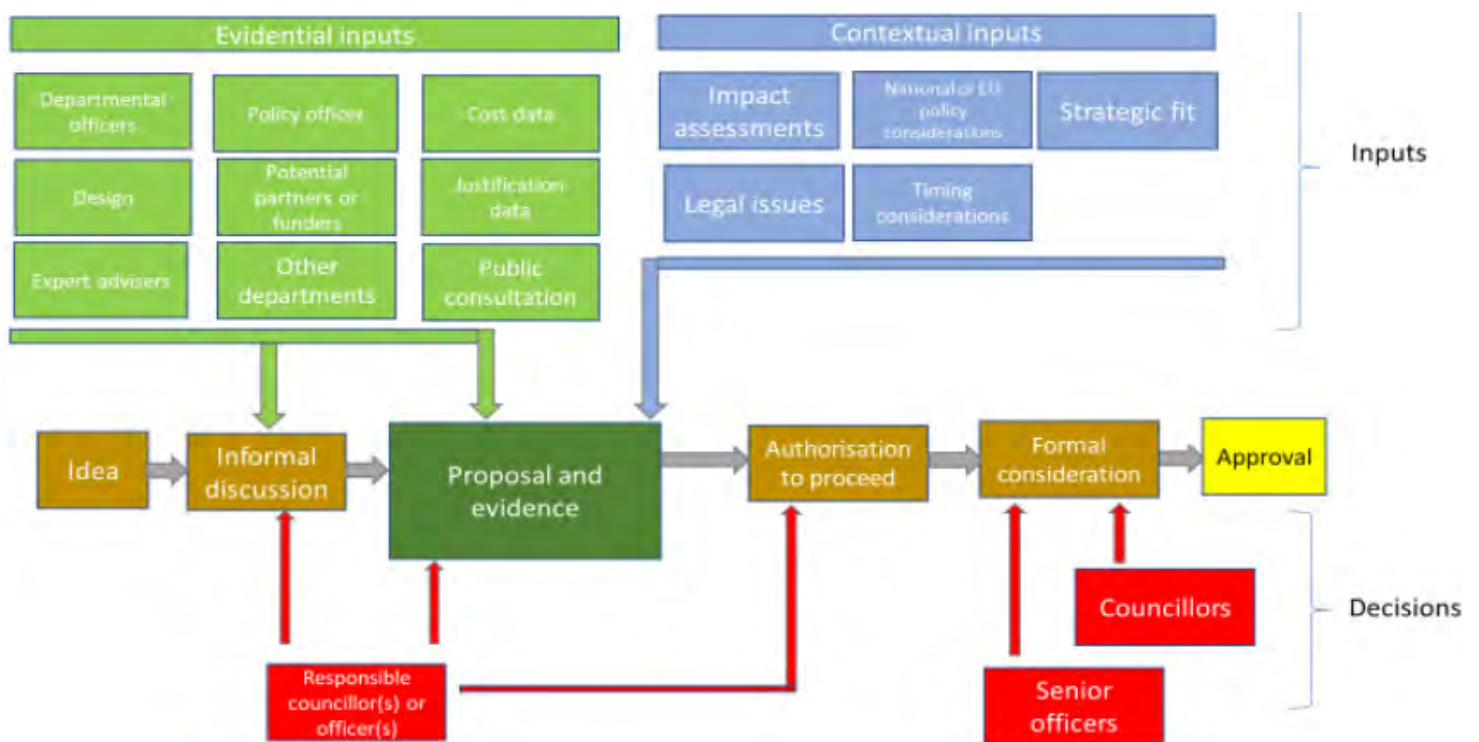 Evidential inputs
Contextual inputs
Departmental
officers
Policy officer
Cost data
Impact
assessments
National or EU
policy
considerations
Strategic fit
Inputs
Design
Potential
partners or
funders
Justification
data
Legal issues
Timing
considerations
Expert advisers
Other
departments
Public
consultation
Idea
Informal
discussion
Proposal and
evidence
Authorisation
to proceed
Formal
consideration
Approval
Councillors
Decisions
Responsible
councillor(s) or
officer(s)
Senior
officers